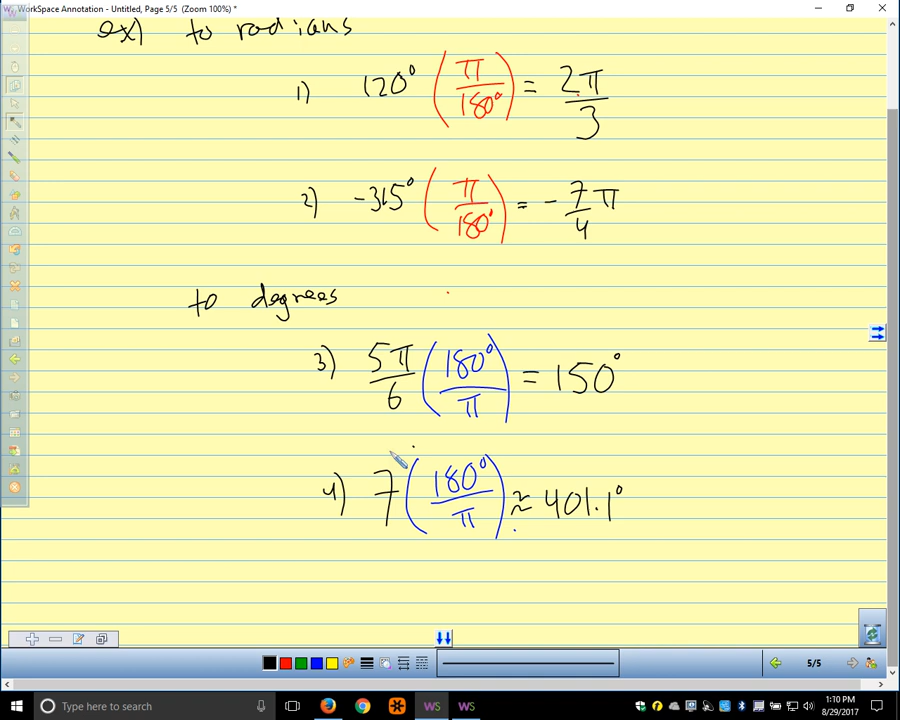 WorkSpace Annotation - Untitled, Page 5/5 (Zoom 100%) *
ex) to radians
1) 120° (π/180°) = 2π/3
2) -315° (π/180°) = -7/4 π
to degrees
3) 5π/6 (180°/π) = 150°
4) 7 (180°/π) ≈ 401.1°
5/5
Type here to search
WS
WS
1:10 PM
8/29/2017